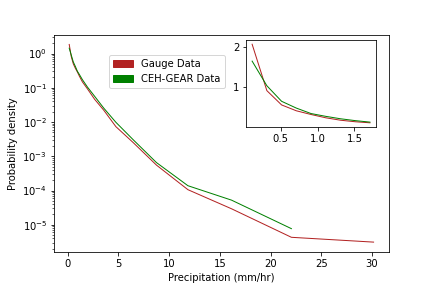 Gauge Data
CEH-GEAR Data
2
1
0.5 1.0 1.5
10⁰
10⁻¹
10⁻²
10⁻³
10⁻⁴
10⁻⁵
Probability density
0 5 10 15 20 25 30
Precipitation (mm/hr)